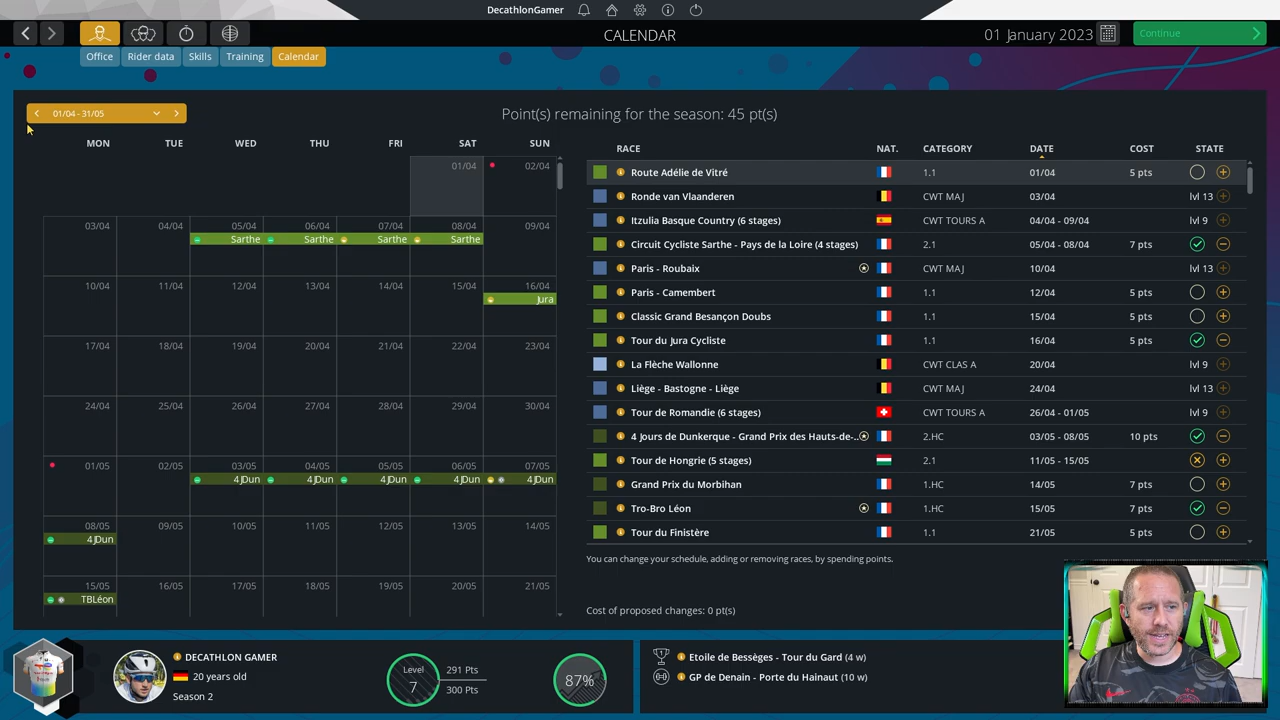 DecathlonGamer
CALENDAR
01 January 2023
Continue
Office
Rider data
Skills
Training
Calendar
01/04 - 31/05
Point(s) remaining for the season: 45 pt(s)
MON TUE WED THU FRI SAT SUN
01/04 02/04
03/04 04/04 05/04 06/04 07/04 08/04 09/04
Sarthe Sarthe Sarthe Sarthe
10/04 11/04 12/04 13/04 14/04 15/04 16/04
Jura
17/04 18/04 19/04 20/04 21/04 22/04 23/04
24/04 25/04 26/04 27/04 28/04 29/04 30/04
01/05 02/05 03/05 04/05 05/05 06/05 07/05
4JDun 4JDun 4JDun 4JDun 4JDun
08/05 09/05 10/05 11/05 12/05 13/05 14/05
4JDun
15/05 16/05 17/05 18/05 19/05 20/05 21/05
TBLéon
RACE NAT. CATEGORY DATE COST STATE
Route Adélie de Vitré 1.1 01/04 5 pts
Ronde van Vlaanderen CWT MAJ 03/04 lvl 13
Itzulia Basque Country (6 stages) CWT TOURS A 04/04 - 09/04 lvl 9
Circuit Cycliste Sarthe - Pays de la Loire (4 stages) 2.1 05/04 - 08/04 7 pts
Paris - Roubaix CWT MAJ 10/04 lvl 13
Paris - Camembert 1.1 12/04 5 pts
Classic Grand Besançon Doubs 1.1 15/04 5 pts
Tour du Jura Cycliste 1.1 16/04 5 pts
La Flèche Wallonne CWT CLAS A 20/04 lvl 9
Liège - Bastogne - Liège CWT MAJ 24/04 lvl 13
Tour de Romandie (6 stages) CWT TOURS A 26/04 - 01/05 lvl 9
4 Jours de Dunkerque - Grand Prix des Hauts-de-... 2.HC 03/05 - 08/05 10 pts
Tour de Hongrie (5 stages) 2.1 11/05 - 15/05
Grand Prix du Morbihan 1.HC 14/05 7 pts
Tro-Bro Léon 1.HC 15/05 7 pts
Tour du Finistère 1.1 21/05 5 pts
You can change your schedule, adding or removing races, by spending points.
Cost of proposed changes: 0 pt(s)
DECATHLON GAMER
20 years old
Season 2
Level
7
291 Pts
300 Pts
87%
Etoile de Bessèges - Tour du Gard (4 w)
GP de Denain - Porte du Hainaut (10 w)